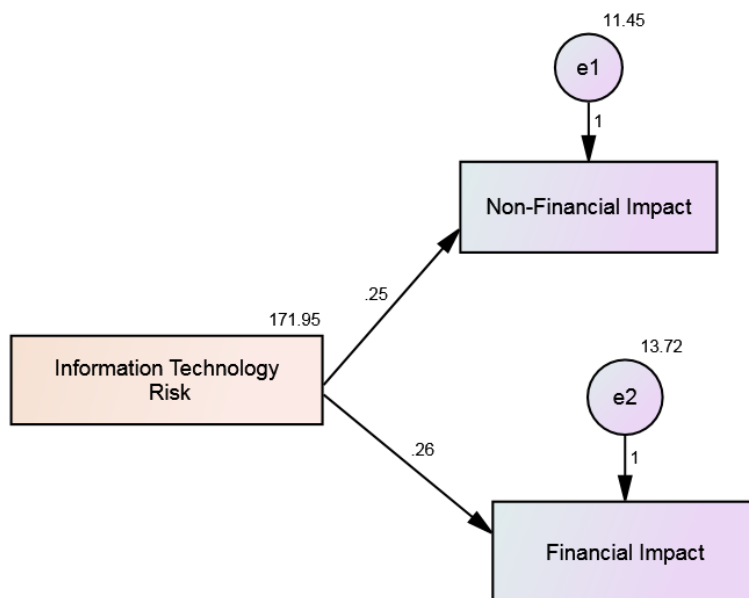 11.45
e1
1
Non-Financial Impact
.25
171.95
Information Technology
Risk
13.72
e2
.26
1
Financial Impact